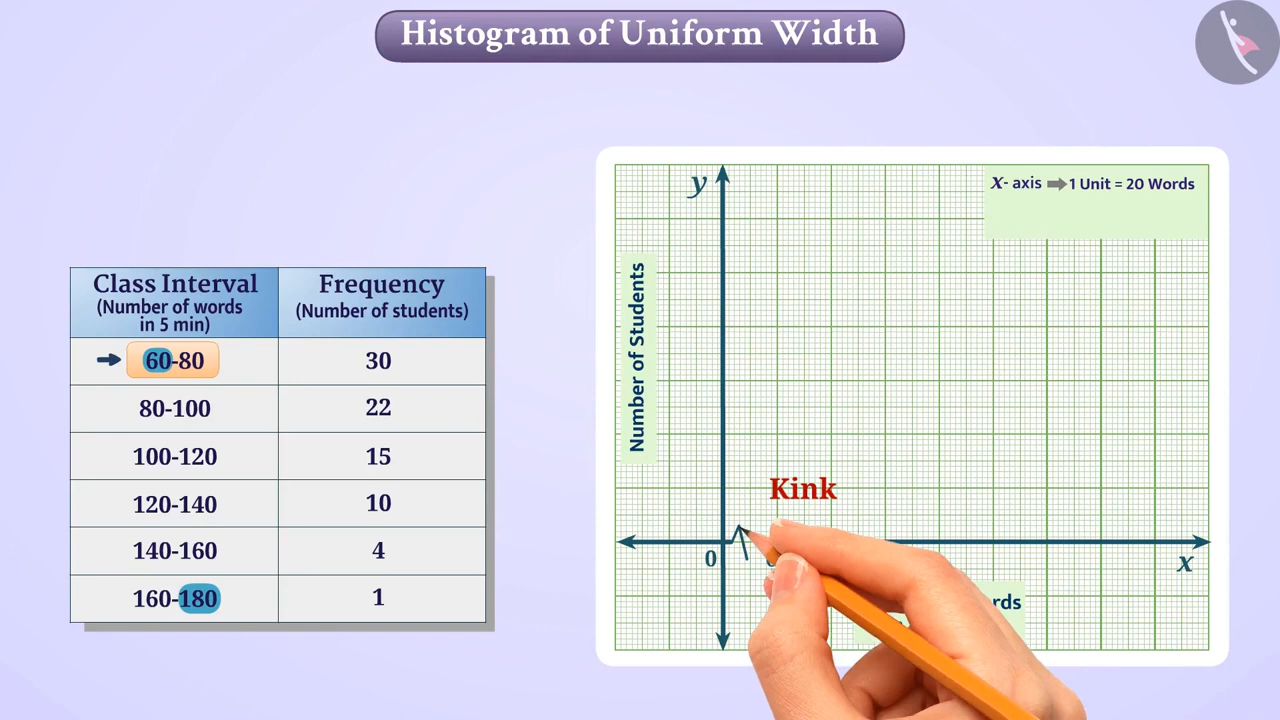 Histogram of Uniform Width
Class Interval
(Number of words
in 5 min)
Frequency
(Number of students)
60-80
30
80-100
22
100-120
15
120-140
10
140-160
4
160-180
1
y
X- axis 1 Unit = 20 Words
Number of Students
Kink
0
x